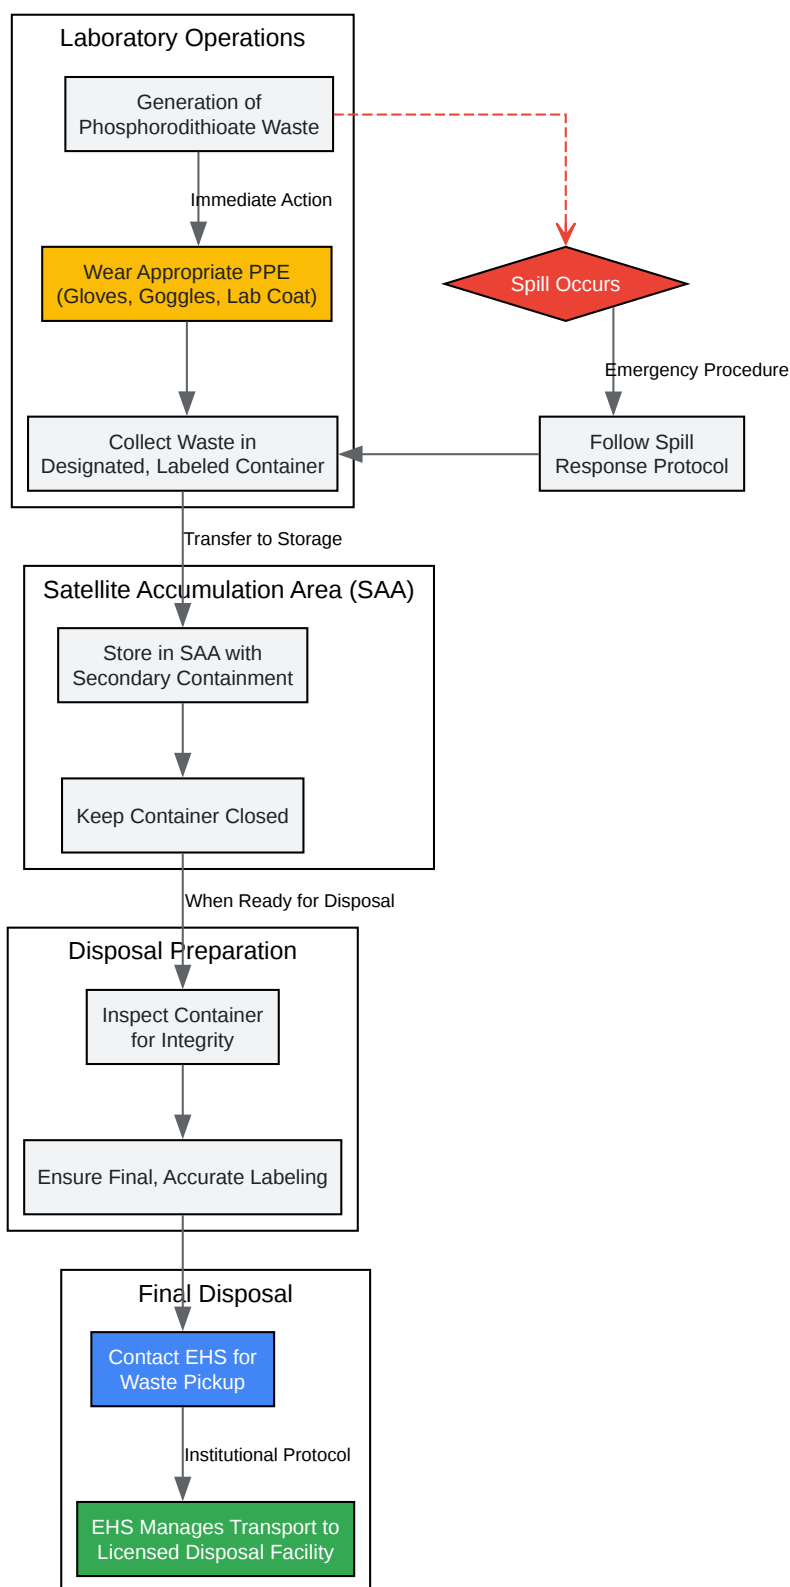 Laboratory Operations
Generation of
Phosphorodithioate Waste
Immediate Action
Wear Appropriate PPE
(Gloves, Goggles, Lab Coat)
Spill Occurs
Emergency Procedure
Collect Waste in
Designated, Labeled Container
Follow Spill
Response Protocol
Transfer to Storage
Satellite Accumulation Area (SAA)
Store in SAA with
Secondary Containment
Keep Container Closed
When Ready for Disposal
Disposal Preparation
Inspect Container
for Integrity
Ensure Final, Accurate Labeling
Final Disposal
Contact EHS for
Waste Pickup
Institutional Protocol
EHS Manages Transport to
Licensed Disposal Facility